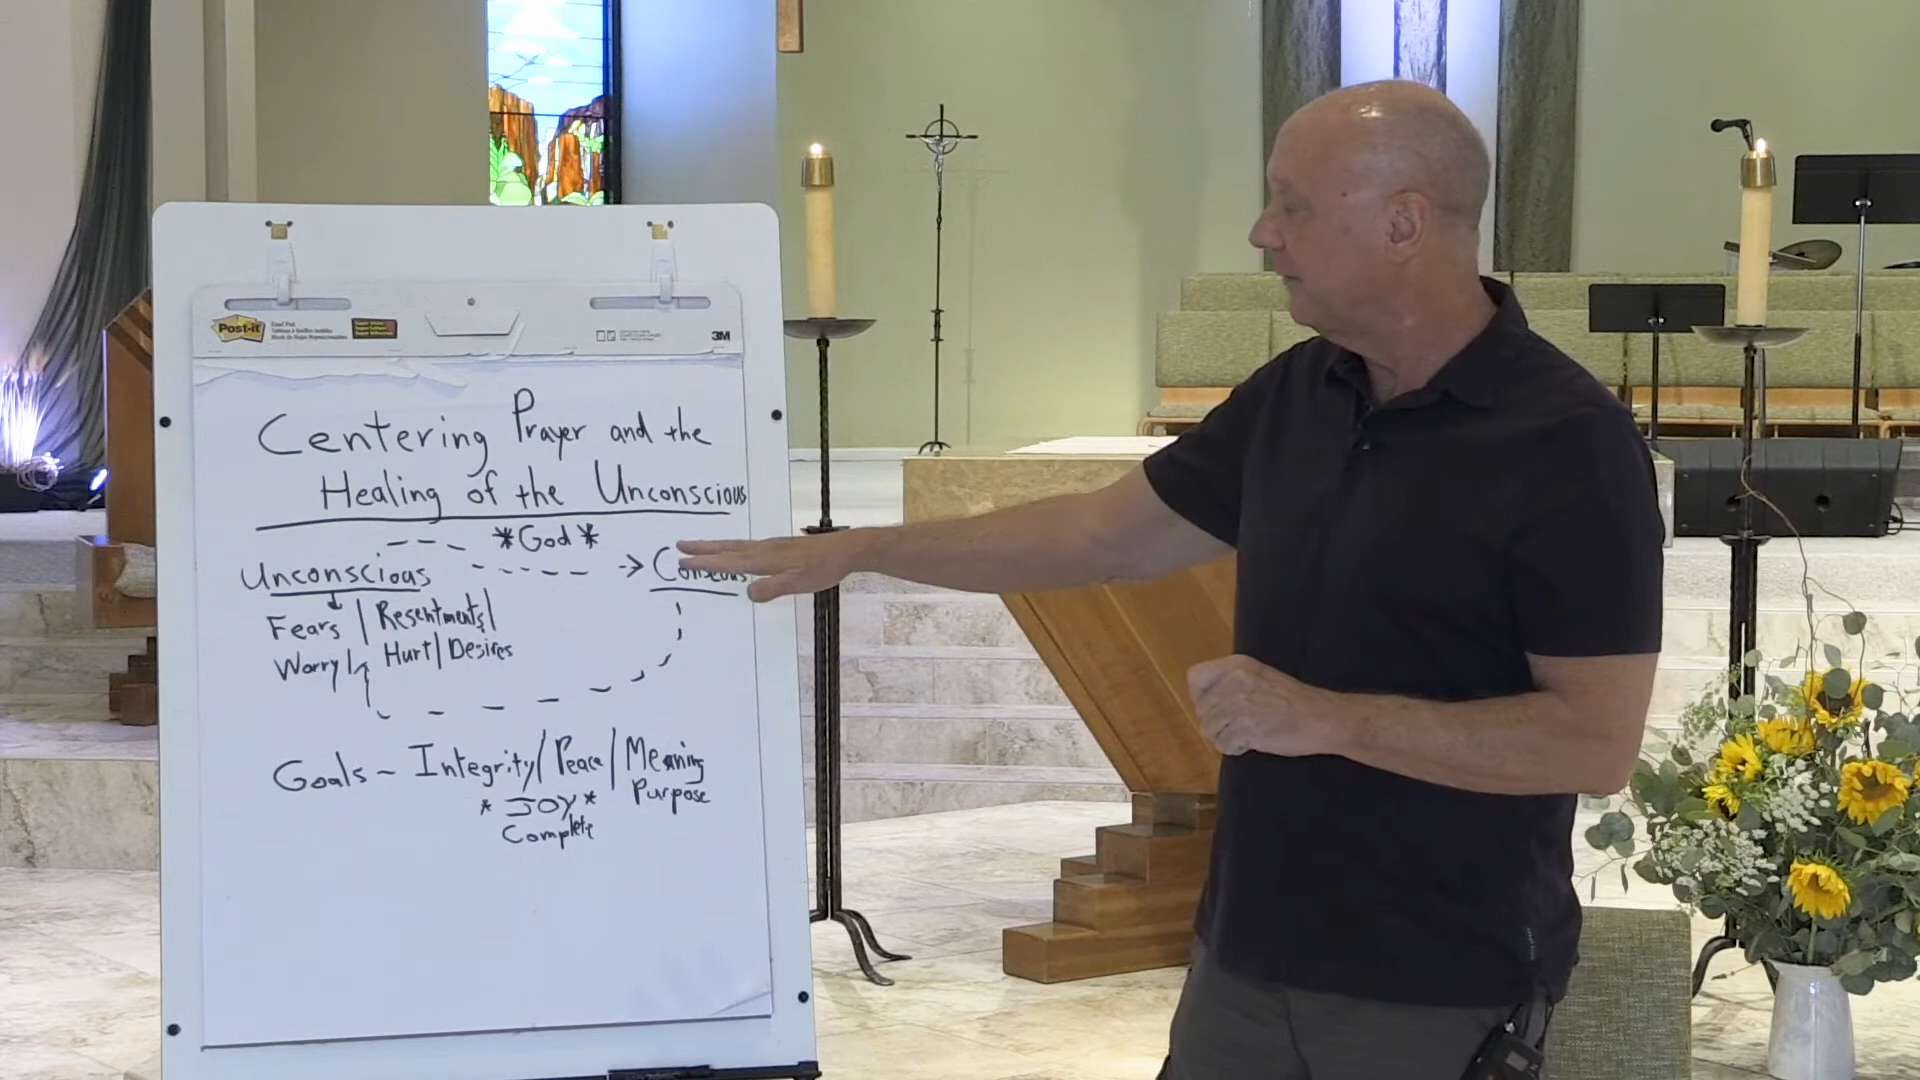 Post-it
3M
Centering Prayer and the
Healing of the Unconscious
*God*
Unconscious
Fears | Resentments |
Worry | Hurt | Desires
Goals – Integrity / Peace / Meaning
Purpose
* JOY *
Complete